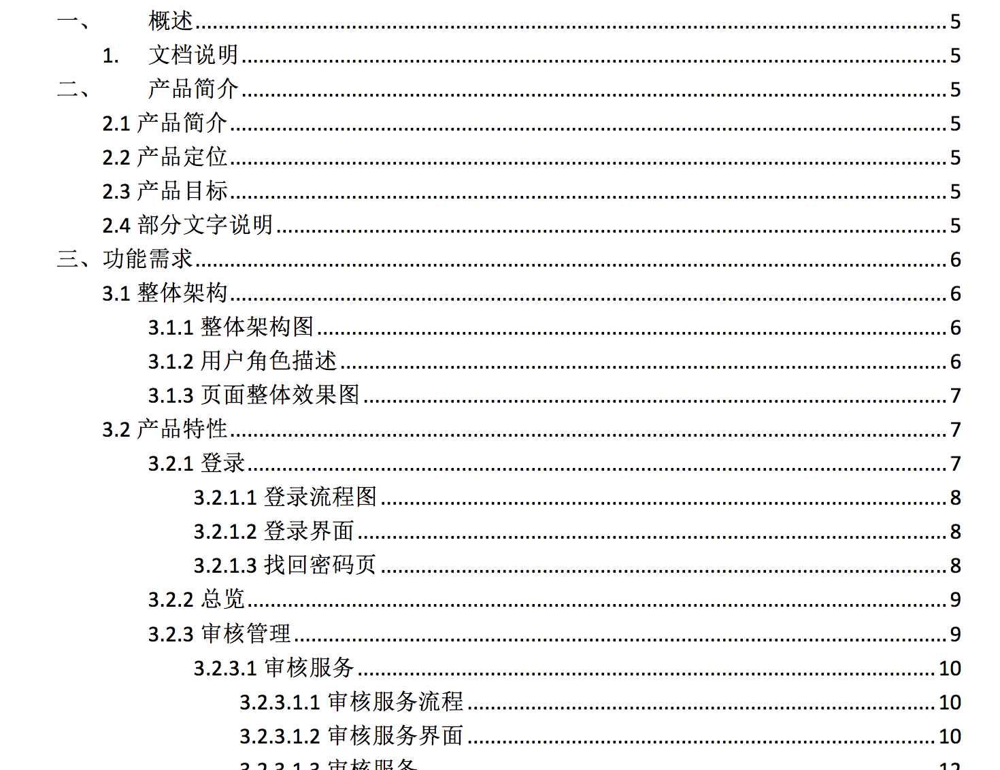 一、 概述 5
1. 文档说明 5
二、 产品简介 5
2.1 产品简介 5
2.2 产品定位 5
2.3 产品目标 5
2.4 部分文字说明 5
三、功能需求 6
3.1 整体架构 6
3.1.1 整体架构图 6
3.1.2 用户角色描述 6
3.1.3 页面整体效果图 7
3.2 产品特性 7
3.2.1 登录 7
3.2.1.1 登录流程图 8
3.2.1.2 登录界面 8
3.2.1.3 找回密码页 8
3.2.2 总览 9
3.2.3 审核管理 9
3.2.3.1 审核服务 10
3.2.3.1.1 审核服务流程 10
3.2.3.1.2 审核服务界面 10
3.2.3.1.3 审核服务 12